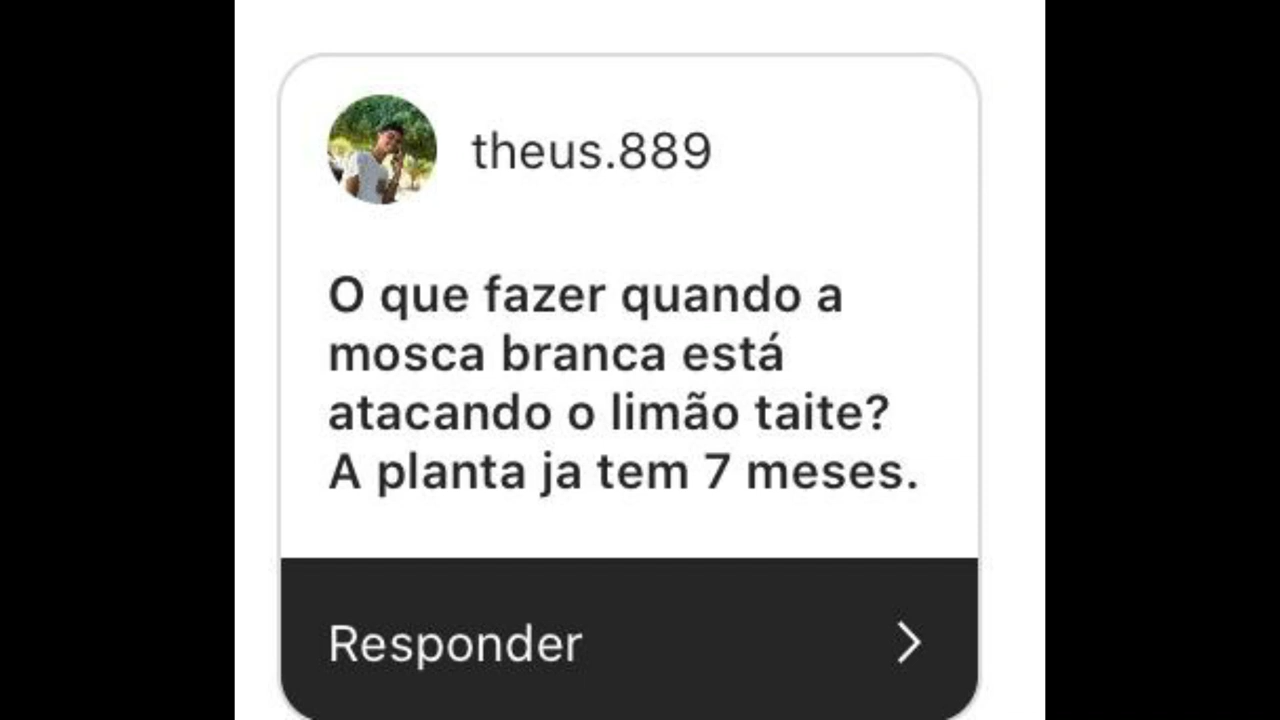 theus.889
O que fazer quando a
mosca branca está
atacando o limão taite?
A planta ja tem 7 meses.
Responder